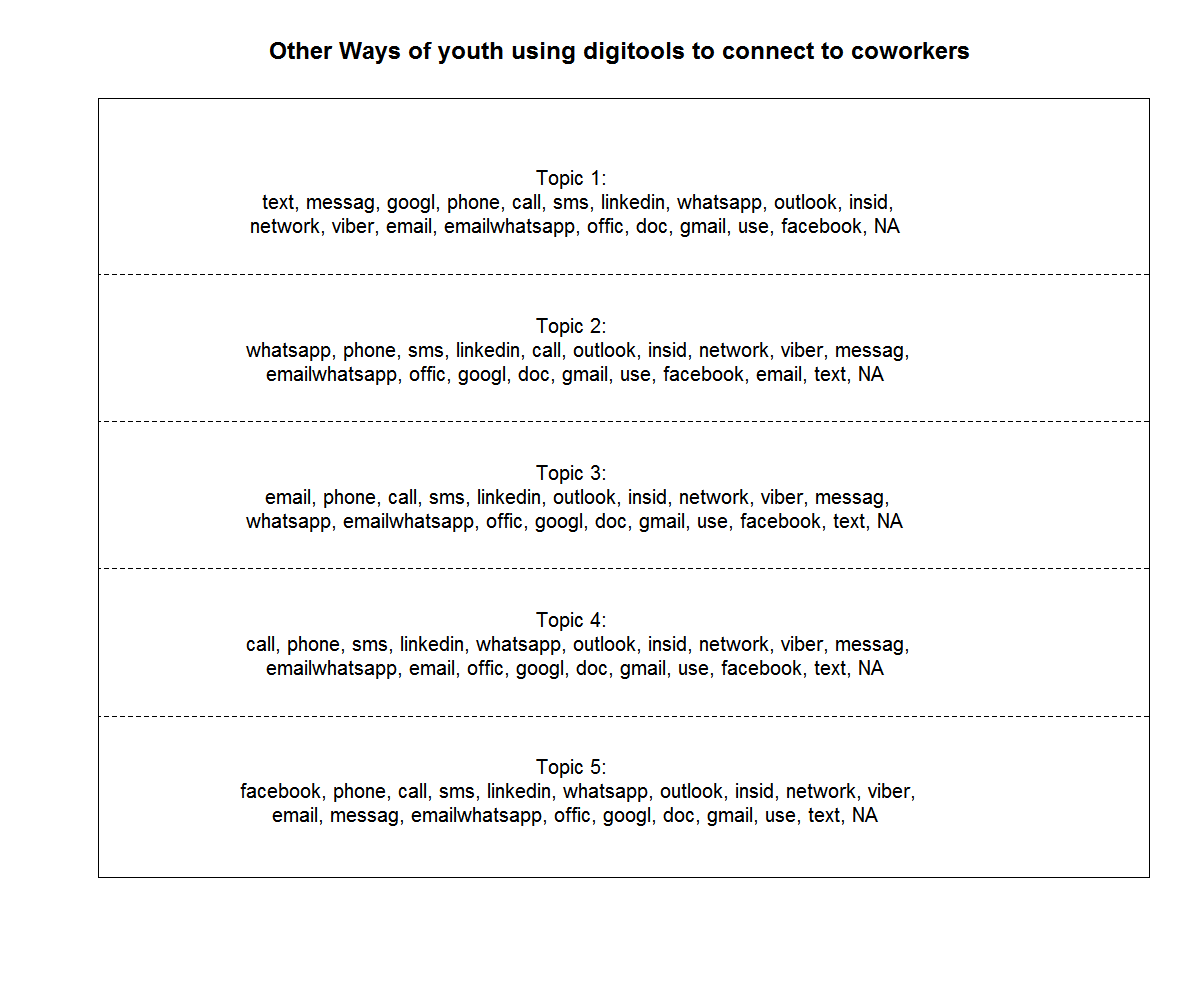 Other Ways of youth using digitools to connect to coworkers
Topic 1:
text, messag, googl, phone, call, sms, linkedin, whatsapp, outlook, insid,
network, viber, email, emailwhatsapp, offic, doc, gmail, use, facebook, NA
Topic 2:
whatsapp, phone, sms, linkedin, call, outlook, insid, network, viber, messag,
emailwhatsapp, offic, googl, doc, gmail, use, facebook, email, text, NA
Topic 3:
email, phone, call, sms, linkedin, outlook, insid, network, viber, messag,
whatsapp, emailwhatsapp, offic, googl, doc, gmail, use, facebook, text, NA
Topic 4:
call, phone, sms, linkedin, whatsapp, outlook, insid, network, viber, messag,
emailwhatsapp, email, offic, googl, doc, gmail, use, facebook, text, NA
Topic 5:
facebook, phone, call, sms, linkedin, whatsapp, outlook, insid, network, viber,
email, messag, emailwhatsapp, offic, googl, doc, gmail, use, text, NA